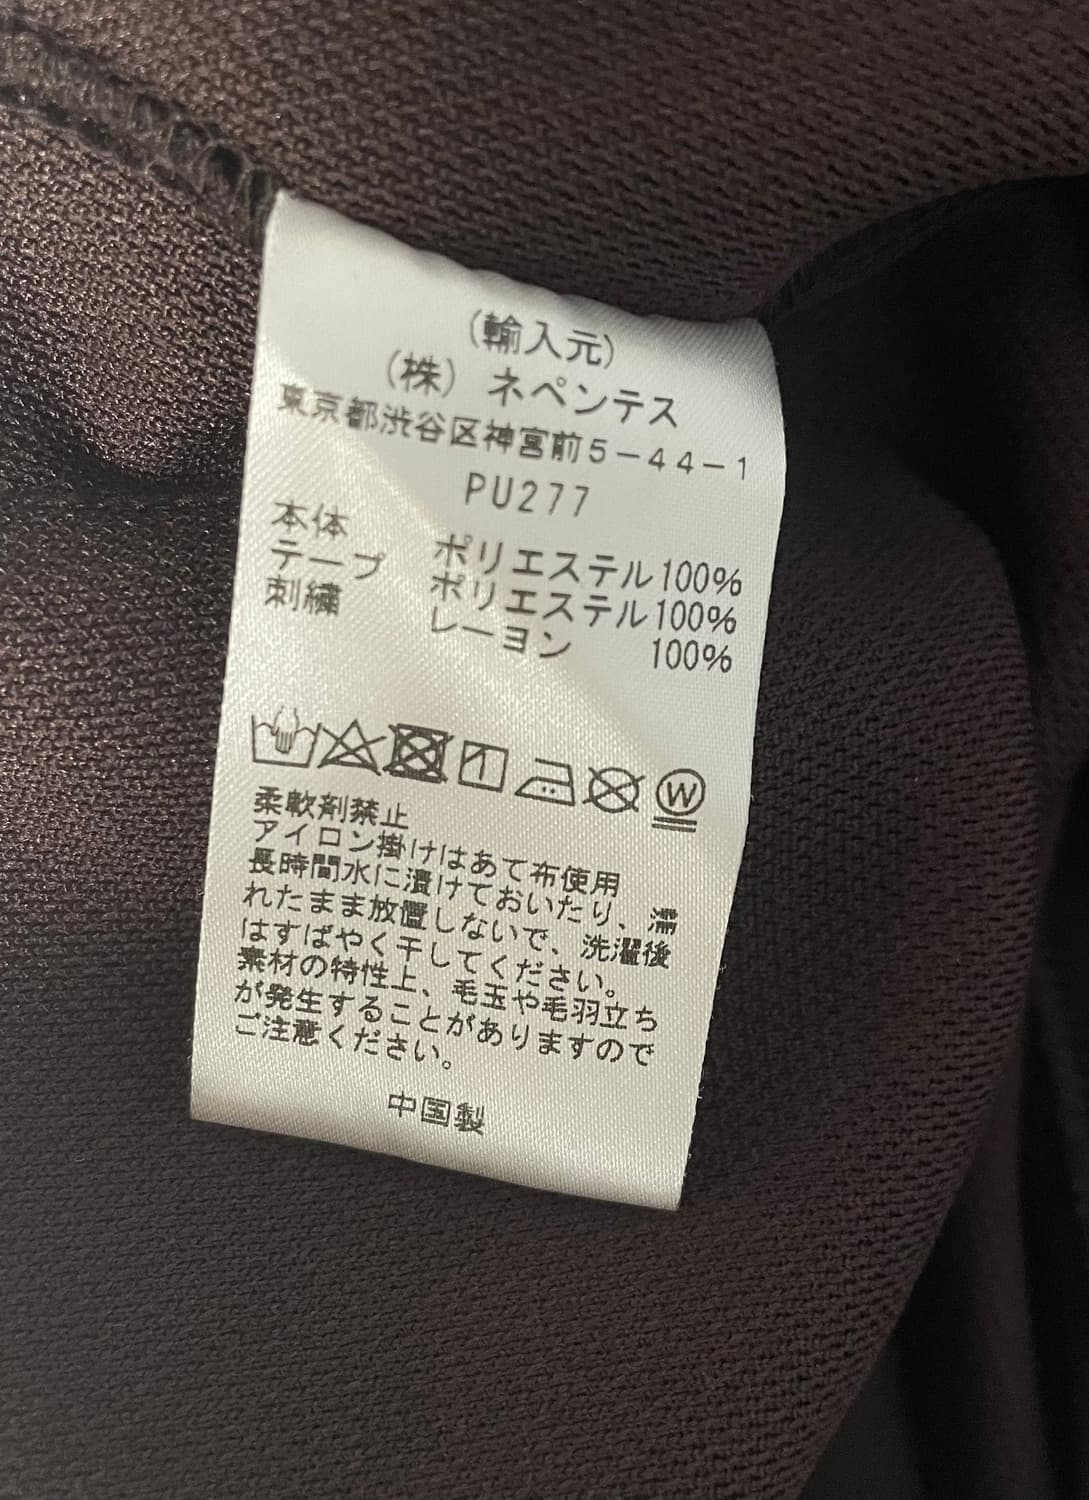 (輸入元)
(株) ネペンテス
東京都渋谷区神宮前5-44-1
PU277
本体 ポリエステル100%
テープ ポリエステル100%
刺繍 レーヨン 100%
W
柔軟剤禁止
アイロン掛けはあて布使用
長時間水に漬けておいたり、濡
れたまま放置しないで、洗濯後
はすばやく干してください。
素材の特性上、毛玉や毛羽立ち
が発生することがありますので
ご注意ください。
中国製